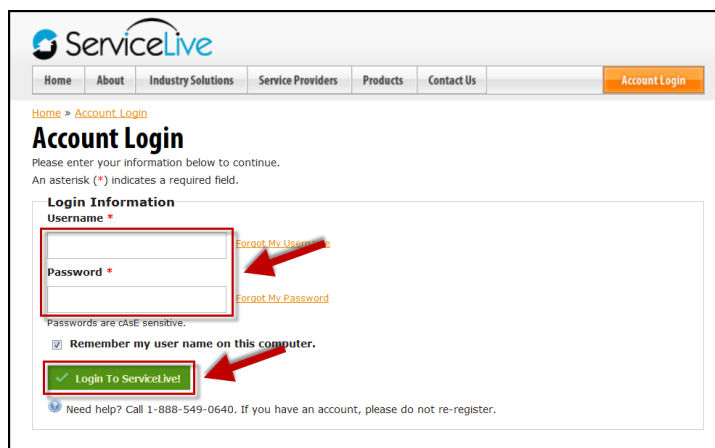 ServiceLive
Home About Industry Solutions Service Providers Products Contact Us Account Login
Home » Account Login
Account Login
Please enter your information below to continue.
An asterisk (*) indicates a required field.
Login Information
Username *
Forgot My Username
Password *
Forgot My Password
Passwords are cAsE sensitive.
Remember my user name on this computer.
Login To ServiceLive!
Need help? Call 1-888-549-0640. If you have an account, please do not re-register.